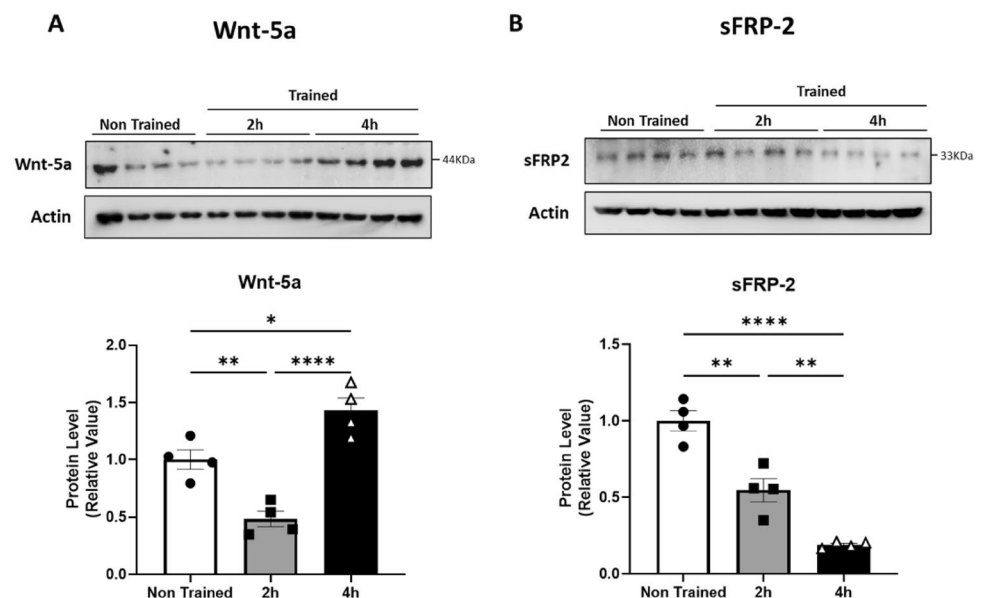 A
Wnt-5a
Trained
Non Trained 2h 4h
Wnt-5a
44KDa
Actin
Wnt-5a
*
** ****
Protein Level
(Relative Value)
2.0
1.5
1.0
0.5
0.0
Non Trained 2h 4h
B
sFRP-2
Trained
Non Trained 2h 4h
sFRP2
33KDa
Actin
sFRP-2
****
** **
Protein Level
(Relative Value)
1.5
1.0
0.5
0.0
Non Trained 2h 4h